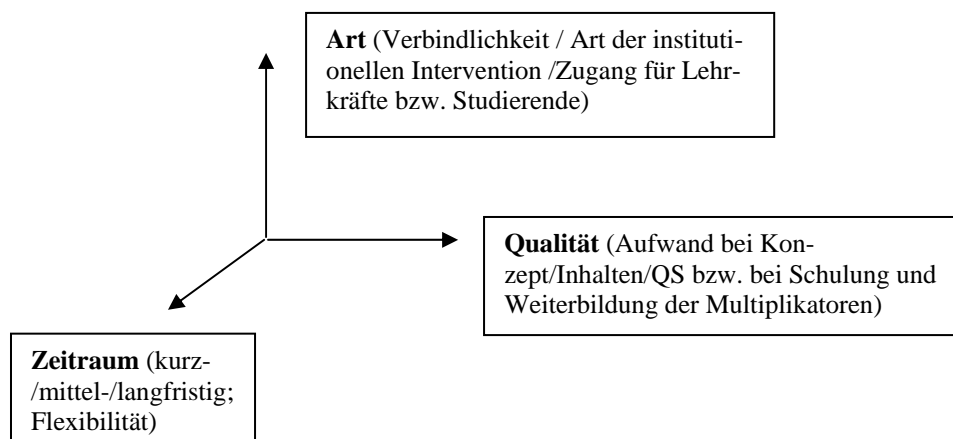 Art (Verbindlichkeit / Art der instituti-
onellen Intervention /Zugang für Lehr-
kräfte bzw. Studierende)
Qualität (Aufwand bei Kon-
zept/Inhalten/QS bzw. bei Schulung und
Weiterbildung der Multiplikatoren)
Zeitraum (kurz-
/mittel-/langfristig;
Flexibilität)